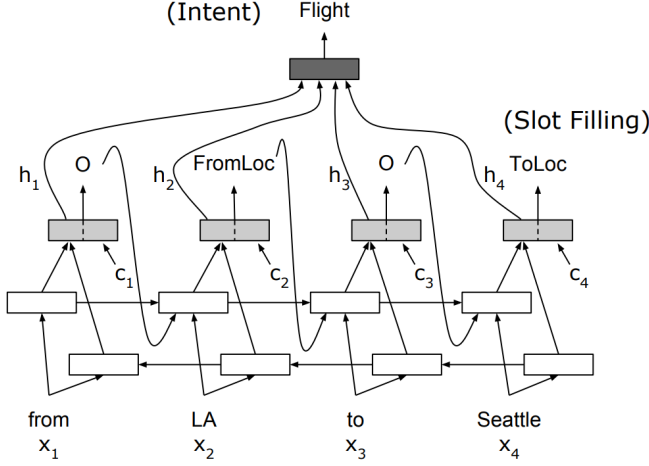 (Intent) Flight
(Slot Filling)
O FromLoc O ToLoc
h₁ h₂ h₃ h₄
c₁ c₂ c₃ c₄
from LA to Seattle
x₁ x₂ x₃ x₄